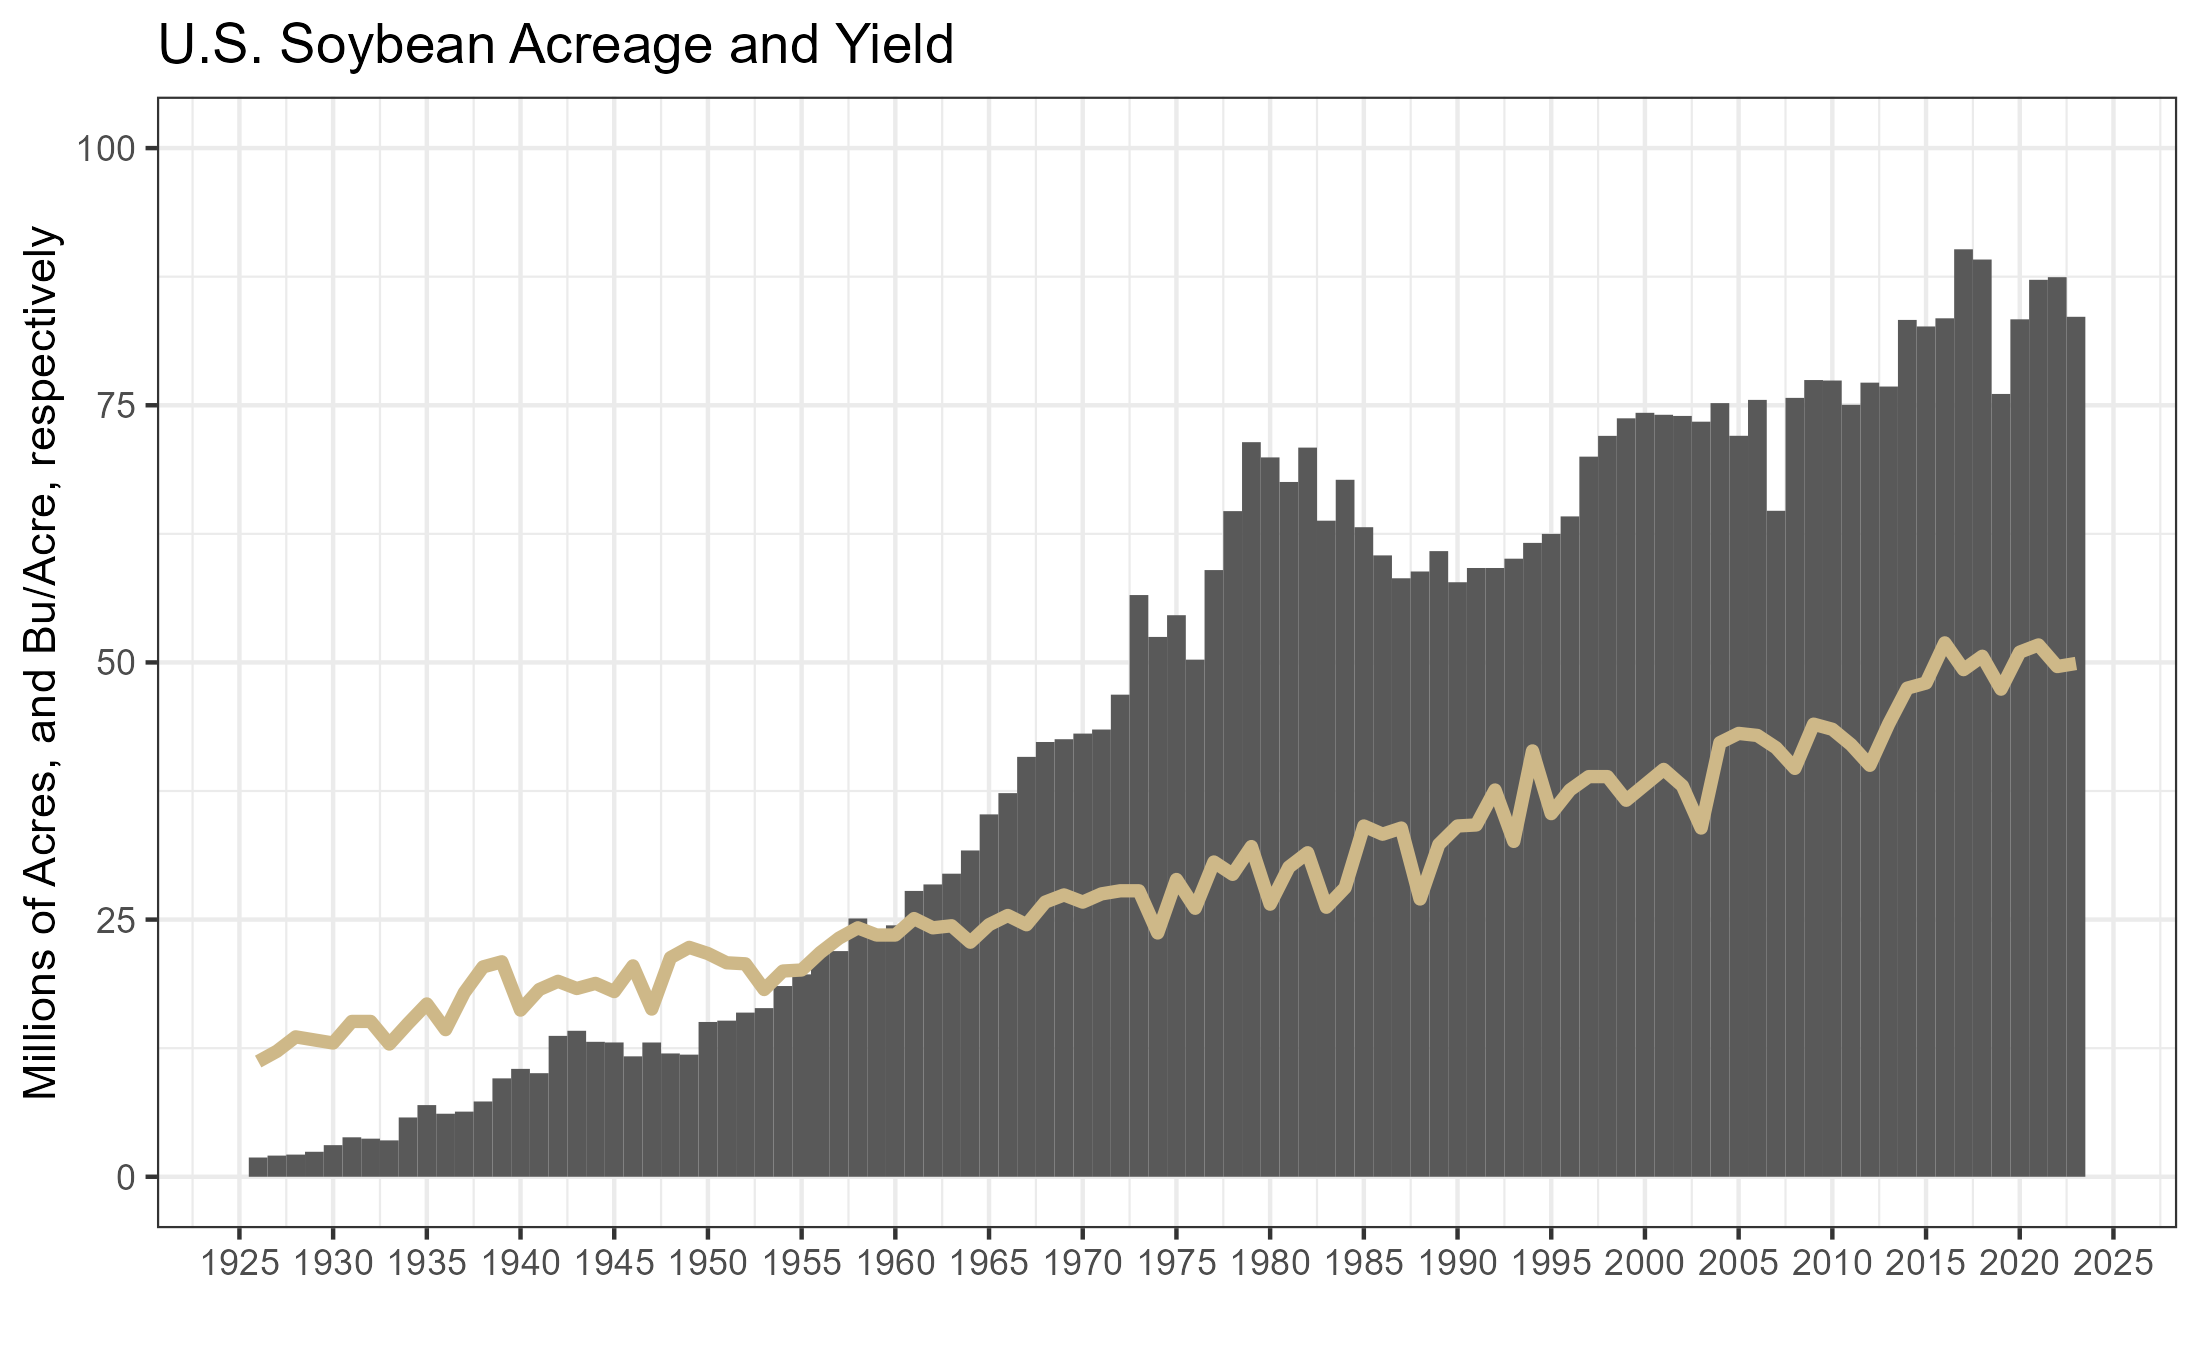 U.S. Soybean Acreage and Yield
Millions of Acres, and Bu/Acre, respectively
100
75
50
25
0
1925 1930 1935 1940 1945 1950 1955 1960 1965 1970 1975 1980 1985 1990 1995 2000 2005 2010 2015 2020 2025